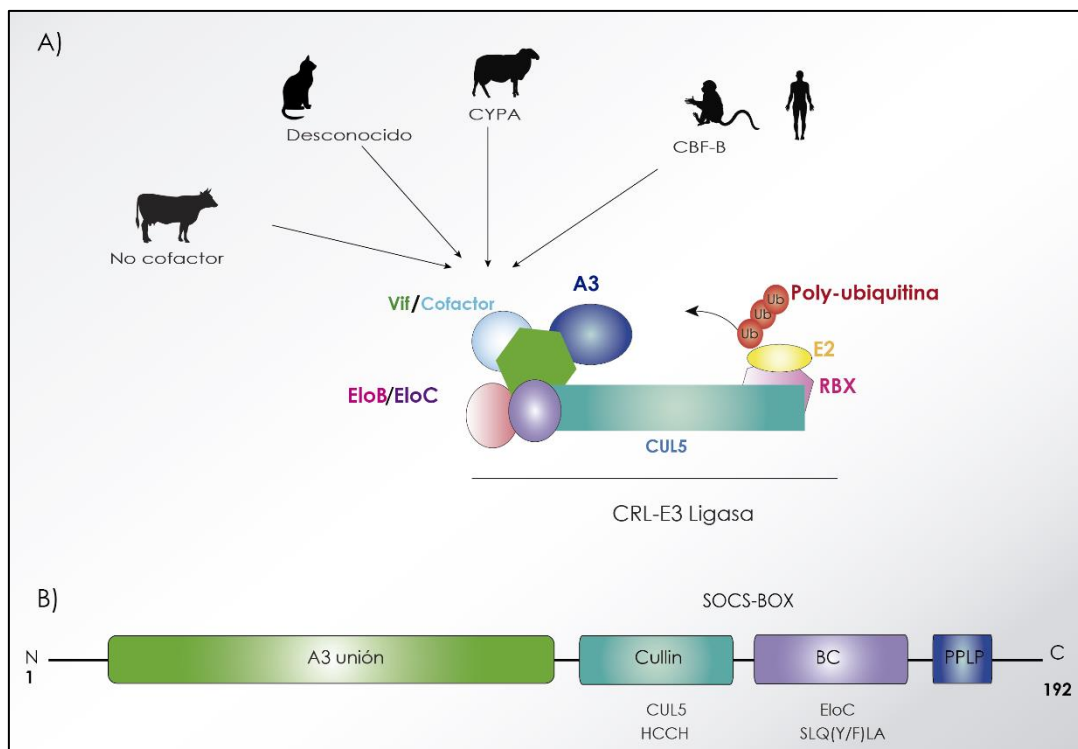 A)
Desconocido
CYPA
CBF-B
No cofactor
Vif/Cofactor
A3
Poly-ubiquitina
Ub
Ub
Ub
E2
RBX
EloB/EloC
CUL5
CRL-E3 Ligasa
B)
SOCS-BOX
N
1
A3 unión
Cullin
BC
PPLP
C
192
CUL5
HCCH
EloC
SLQ(Y/F)LA